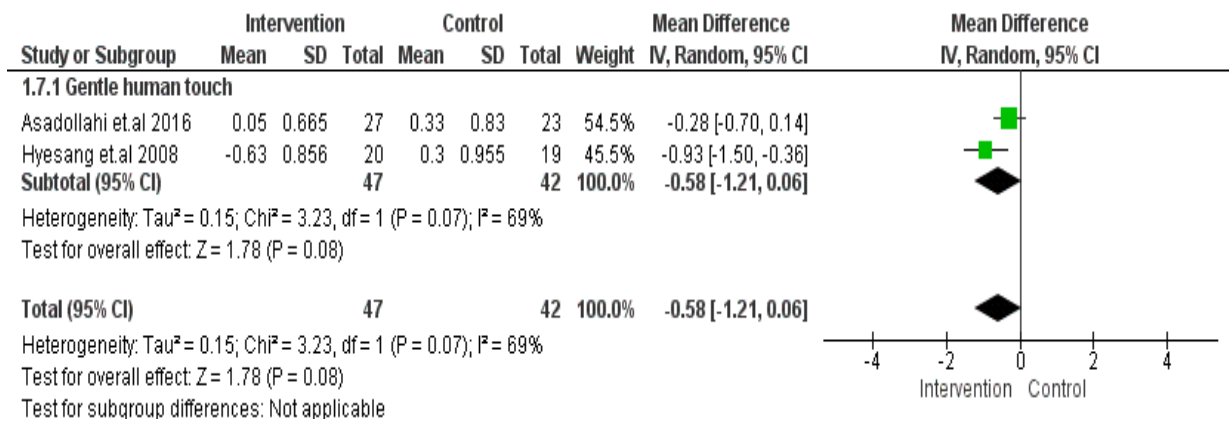 Intervention Control Mean Difference Mean Difference
Study or Subgroup Mean SD Total Mean SD Total Weight IV, Random, 95% CI IV, Random, 95% CI
1.7.1 Gentle human touch
Asadollahi et.al 2016 0.05 0.665 27 0.33 0.83 23 54.5% -0.28 [-0.70, 0.14]
Hyesang et.al 2008 -0.63 0.856 20 0.3 0.955 19 45.5% -0.93 [-1.50, -0.36]
Subtotal (95% CI) 47 42 100.0% -0.58 [-1.21, 0.06]
Heterogeneity: Tau² = 0.15; Chi² = 3.23, df = 1 (P = 0.07); I² = 69%
Test for overall effect: Z = 1.78 (P = 0.08)
Total (95% CI) 47 42 100.0% -0.58 [-1.21, 0.06]
Heterogeneity: Tau² = 0.15; Chi² = 3.23, df = 1 (P = 0.07); I² = 69%
Test for overall effect: Z = 1.78 (P = 0.08)
Test for subgroup differences: Not applicable
-4 -2 0 2 4
Intervention Control